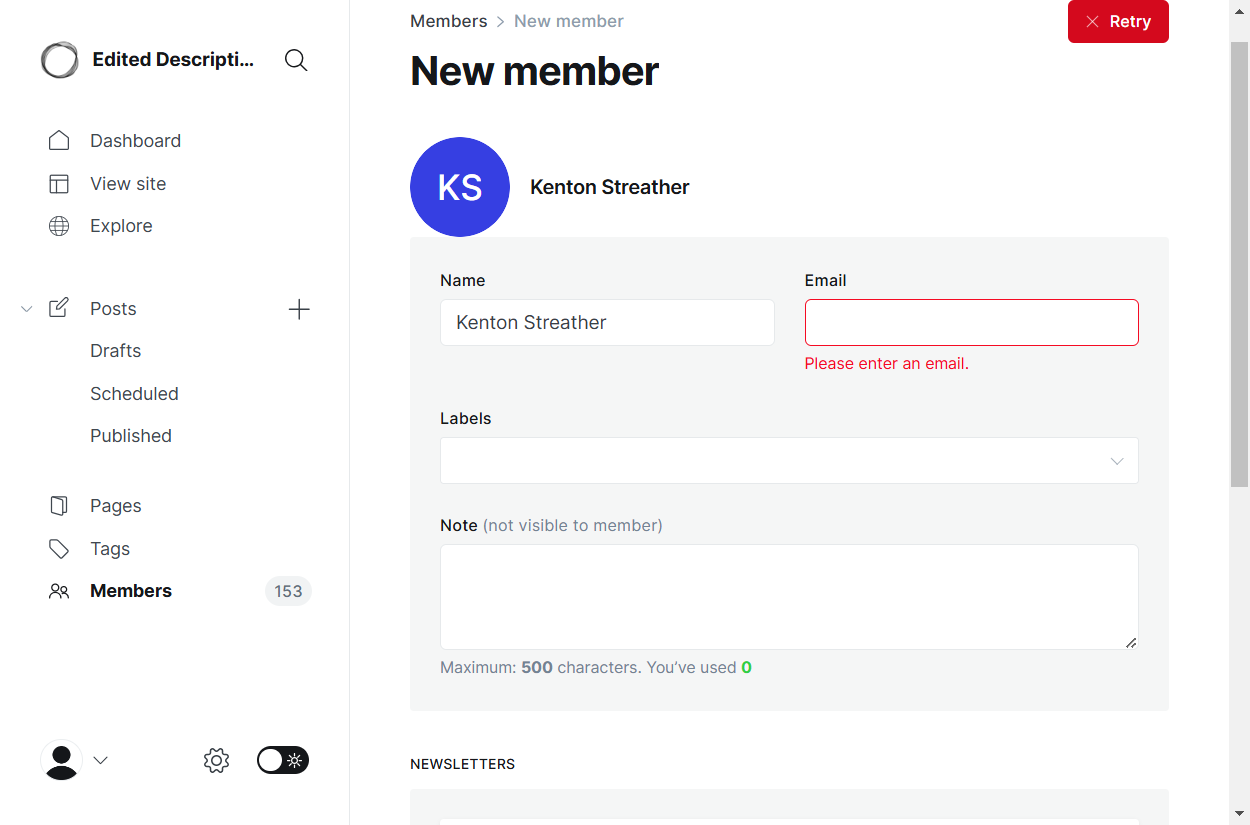 Edited Descripti...
Dashboard
View site
Explore
Posts
Drafts
Scheduled
Published
Pages
Tags
Members 153
Members > New member
Retry
New member
KS Kenton Streather
Name
Kenton Streather
Email
Please enter an email.
Labels
Note (not visible to member)
Maximum: 500 characters. You've used 0
NEWSLETTERS